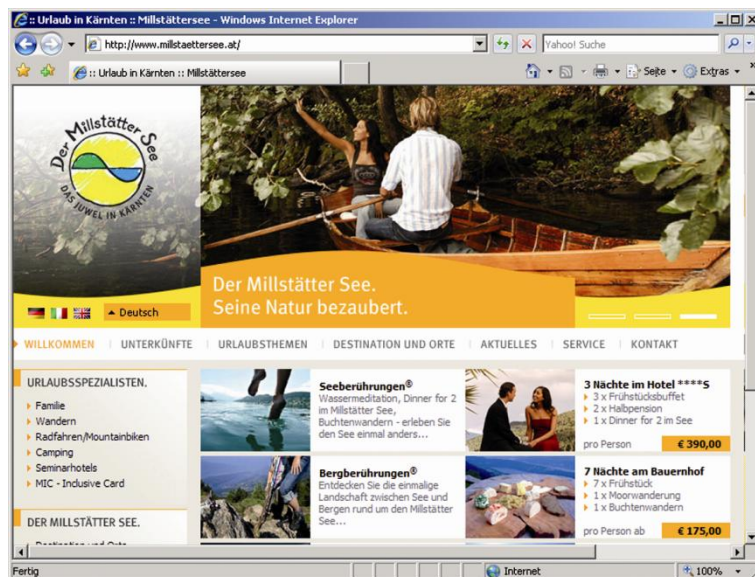 :: Urlaub in Kärnten :: Millstättersee - Windows Internet Explorer
http://www.millstaettersee.at/
Yahoo! Suche
:: Urlaub in Kärnten :: Millstättersee
Seite
Extras
Der Millstätter See
DAS JUWEL IN KÄRNTEN
Der Millstätter See.
Seine Natur bezaubert.
Deutsch
WILLKOMMEN | UNTERKÜNFTE | URLAUBSTHEMEN | DESTINATION UND ORTE | AKTUELLES | SERVICE | KONTAKT
URLAUBSSPEZIALISTEN.
Familie
Wandern
Radfahren/Mountainbiken
Camping
Seminarhotels
MIC - Inclusive Card
DER MILLSTÄTTER SEE.
Destination und Orte
Seeberührungen®
Wassermeditation, Dinner for 2
im Millstätter See,
Buchtenwandern - erleben Sie
den See einmal anders...
Bergberührungen®
Entdecken Sie die einmalige
Landschaft zwischen See und
Bergen rund um den Millstätter
See...
3 Nächte im Hotel ****S
3 x Frühstücksbuffet
2 x Halbpension
1 x Dinner for 2 im See
pro Person € 390,00
7 Nächte am Bauernhof
7 x Frühstück
1 x Moorwanderung
1 x Buchtenwandern
pro Person ab € 175,00
Fertig
Internet
100%